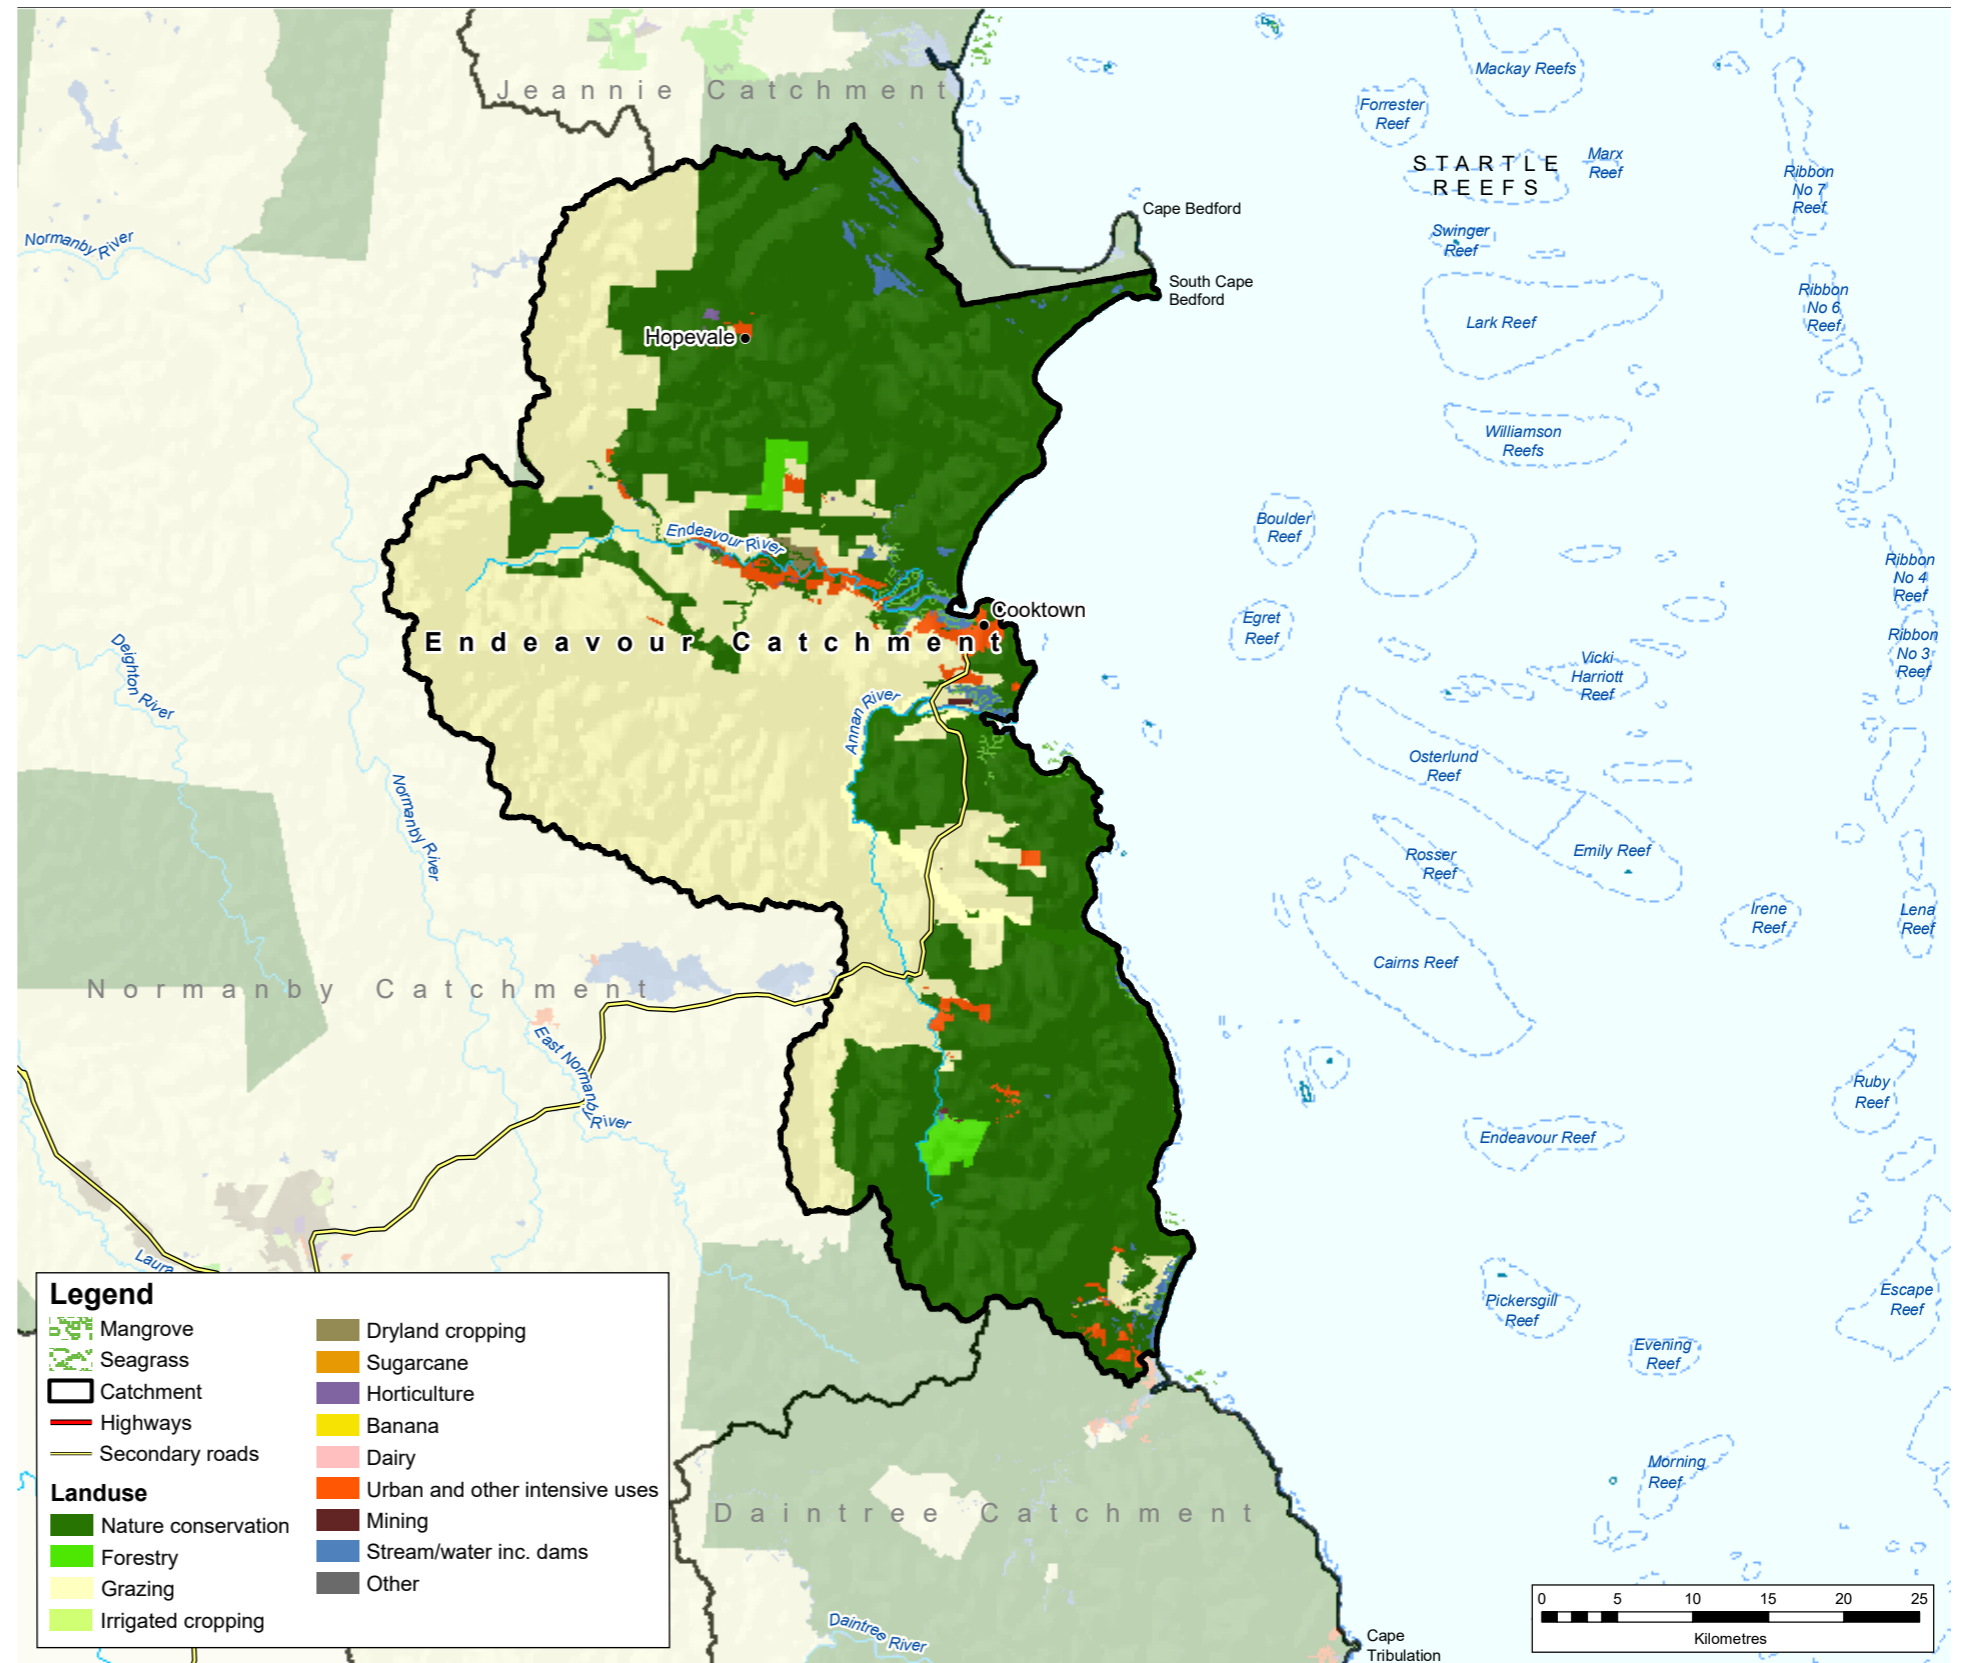 Jeannie Catchment
Mackay Reefs
Forrester
Reef
STARTLE
REEFS
Marx
Reef
Ribbon
No 7
Reef
Cape Bedford
Normanby River
Swinger
Reef
South Cape
Bedford
Ribbon
No 6
Reef
Lark Reef
Hopevale
Williamson
Reefs
Boulder
Reef
Endeavour River
Ribbon
No 4
Reef
Cooktown
Egret
Reef
Endeavour Catchment
Ribbon
No 3
Reef
Deighton River
Vicki
Harriott
Reef
Annan River
Osterlund
Reef
Normanby River
Rosser
Reef
Emily Reef
Irene
Reef
Lena
Reef
Cairns Reef
Normanby Catchment
East Normanby River
Ruby
Reef
Endeavour Reef
Laura
Pickersgill
Reef
Escape
Reef
Evening
Reef
Morning
Reef
Daintree Catchment
Daintree River
Cape
Tribulation
Legend
Mangrove
Seagrass
Catchment
Highways
Secondary roads
Landuse
Nature conservation
Forestry
Grazing
Irrigated cropping
Dryland cropping
Sugarcane
Horticulture
Banana
Dairy
Urban and other intensive uses
Mining
Stream/water inc. dams
Other
0 5 10 15 20 25
Kilometres